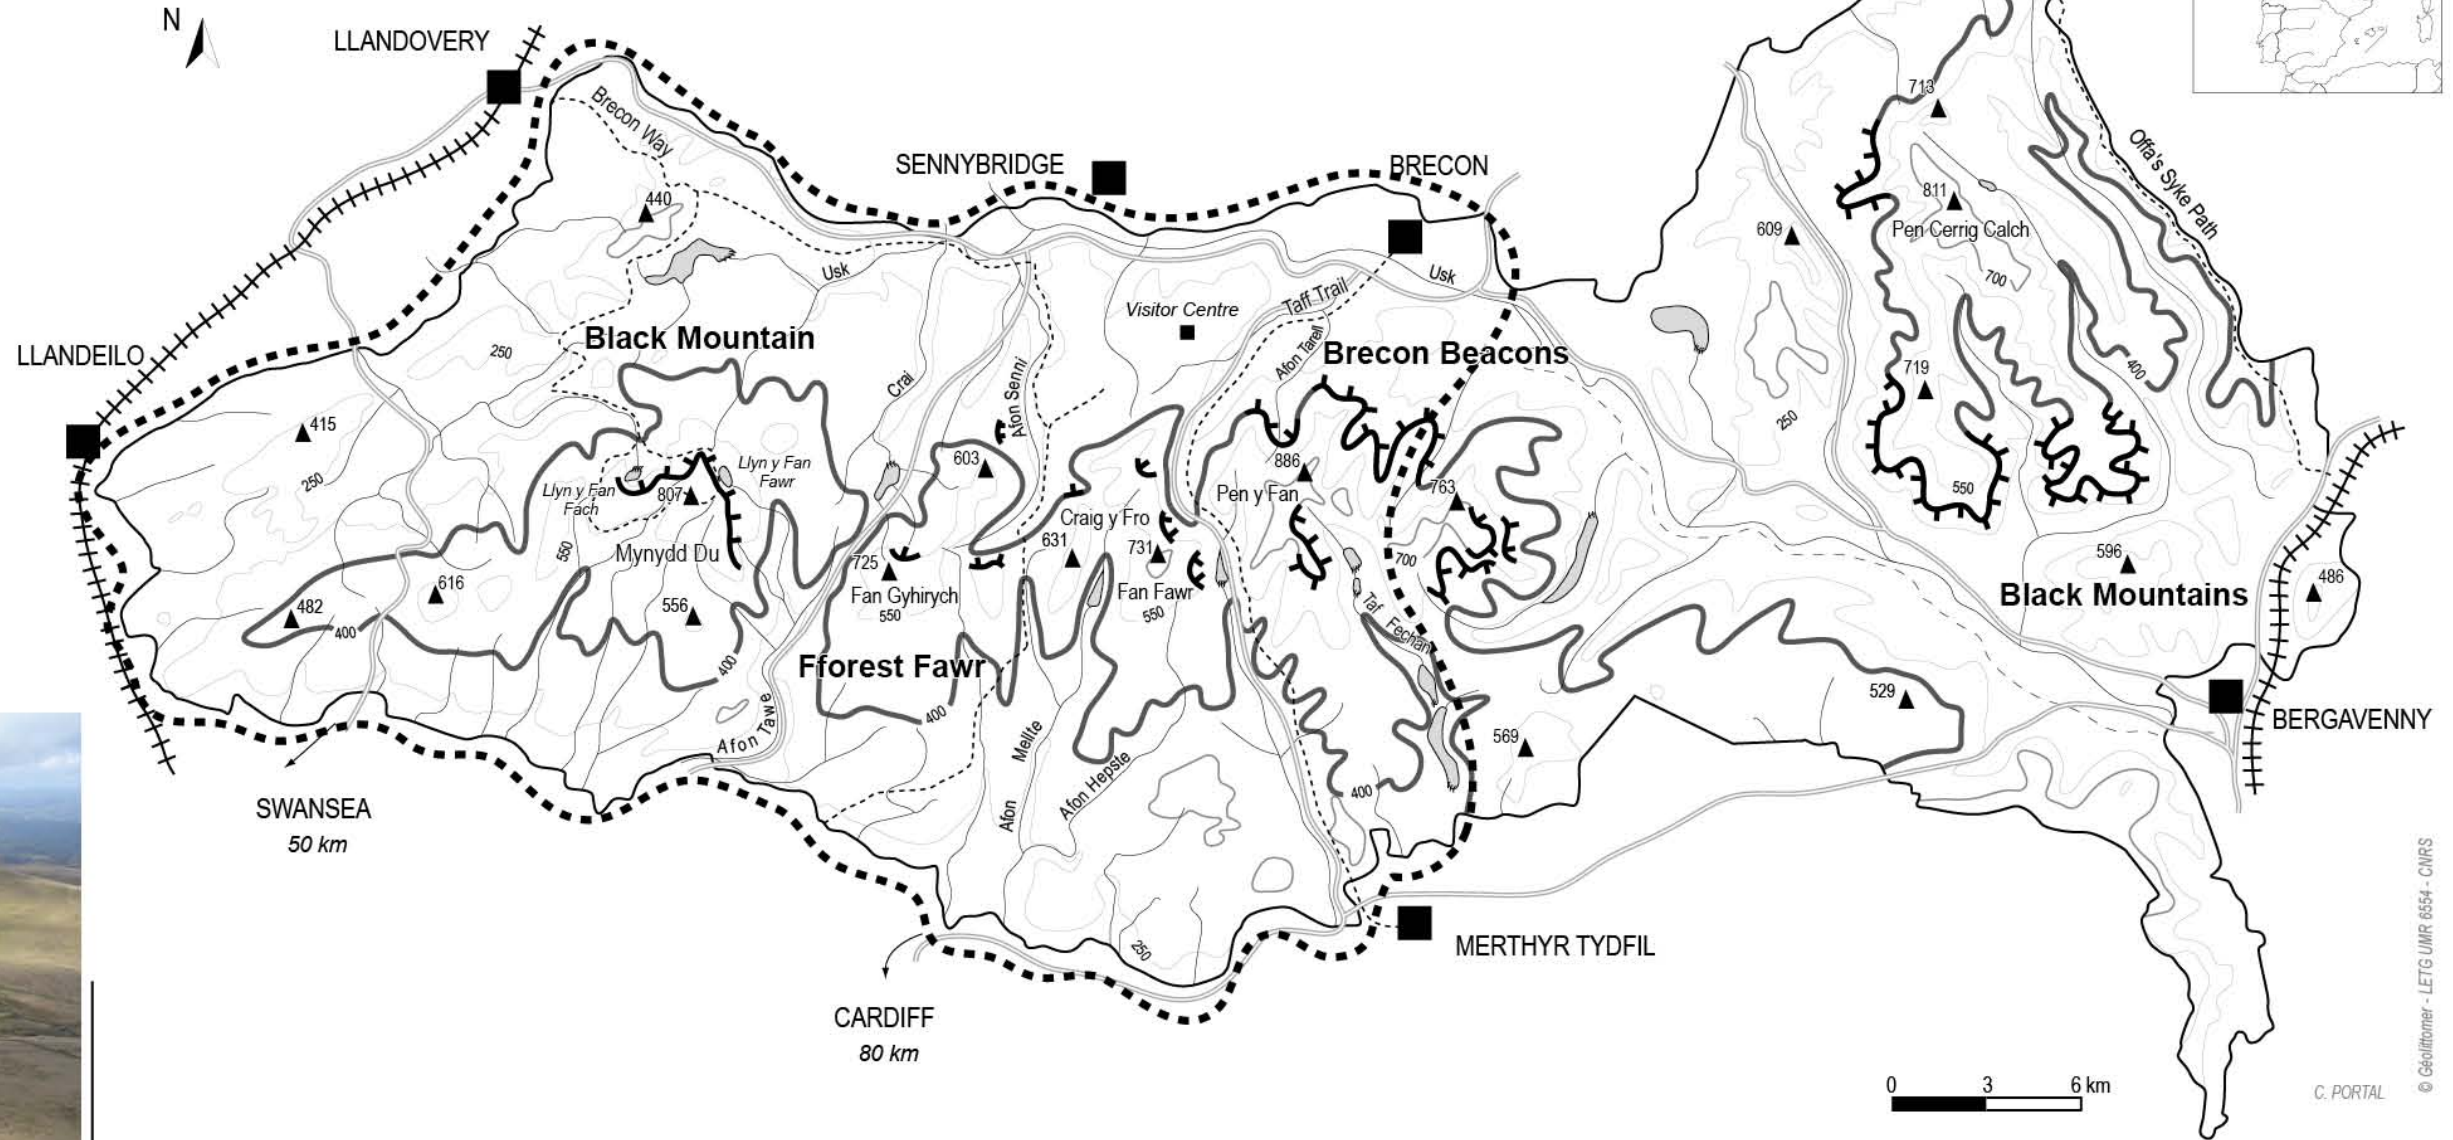 N
LLANDOVERY
Brecon Way
SENNYBRIDGE
BRECON
713
Offa's Syke Path
440
811
Pen Cerrig Calch
609
700
Usk
Usk
Taff Trail
Visitor Centre
Afon Tarell
Black Mountain
Brecon Beacons
LLANDEILO
250
Crai
Afon Senni
400
719
415
250
603
250
Llyn y Fan
Fawr
Llyn y Fan
Fach
807
886
Pen y Fan
763
550
Craig y Fro
631
731
550
Mynydd Du
725
Fan Gyhirych
550
Fan Fawr
550
700
596
Black Mountains
486
616
482
400
556
Taf
Fechan
400
Fforest Fawr
529
400
Afon Tawe
Afon
Mellte
Afon Hepste
569
400
BERGAVENNY
SWANSEA
50 km
250
MERTHYR TYDFIL
CARDIFF
80 km
0 3 6 km
C. PORTAL
© Géolittomer - LETG UMR 6554 - CNRS